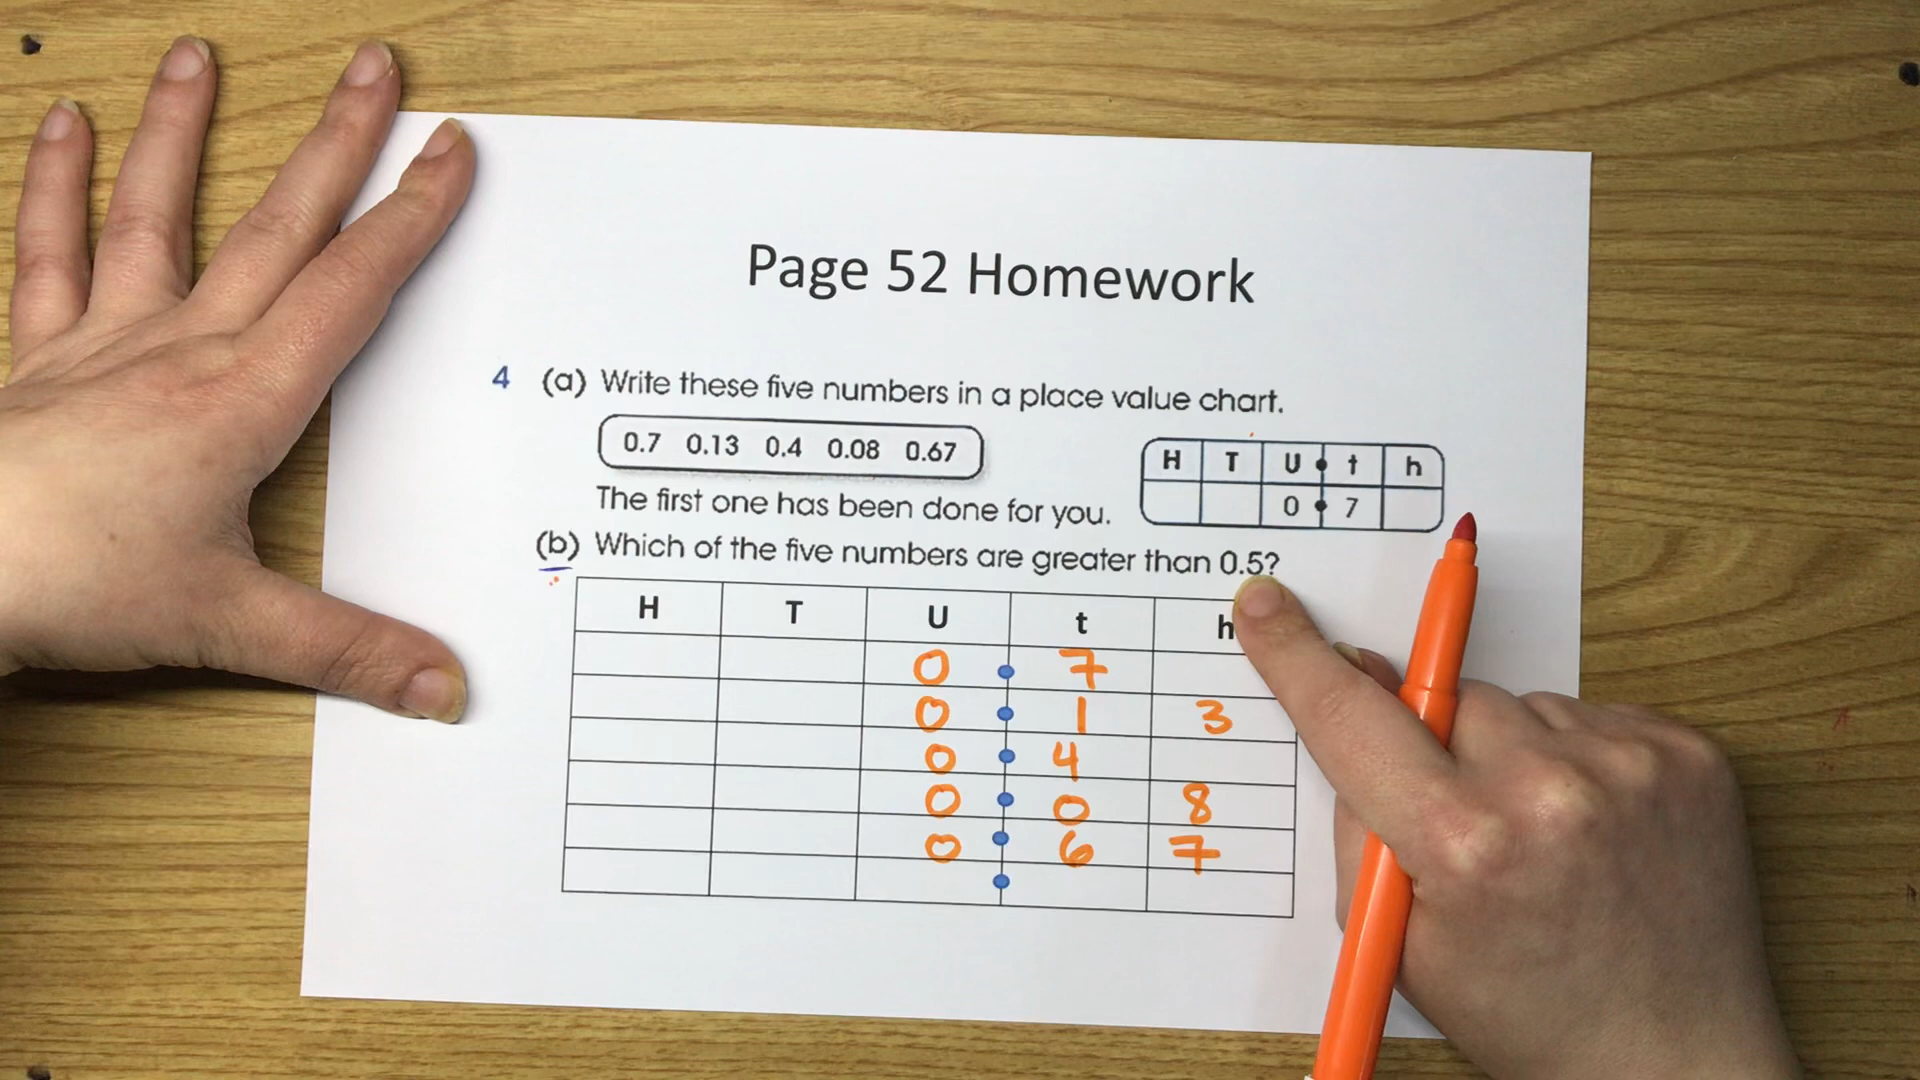 Page 52 Homework
4 (a) Write these five numbers in a place value chart.
0.7 0.13 0.4 0.08 0.67
H T U • t h
0 • 7
The first one has been done for you.
(b) Which of the five numbers are greater than 0.5?
H T U t h
0 • 7
0 • 1 3
0 • 4
0 • 0 8
0 • 6 7
•